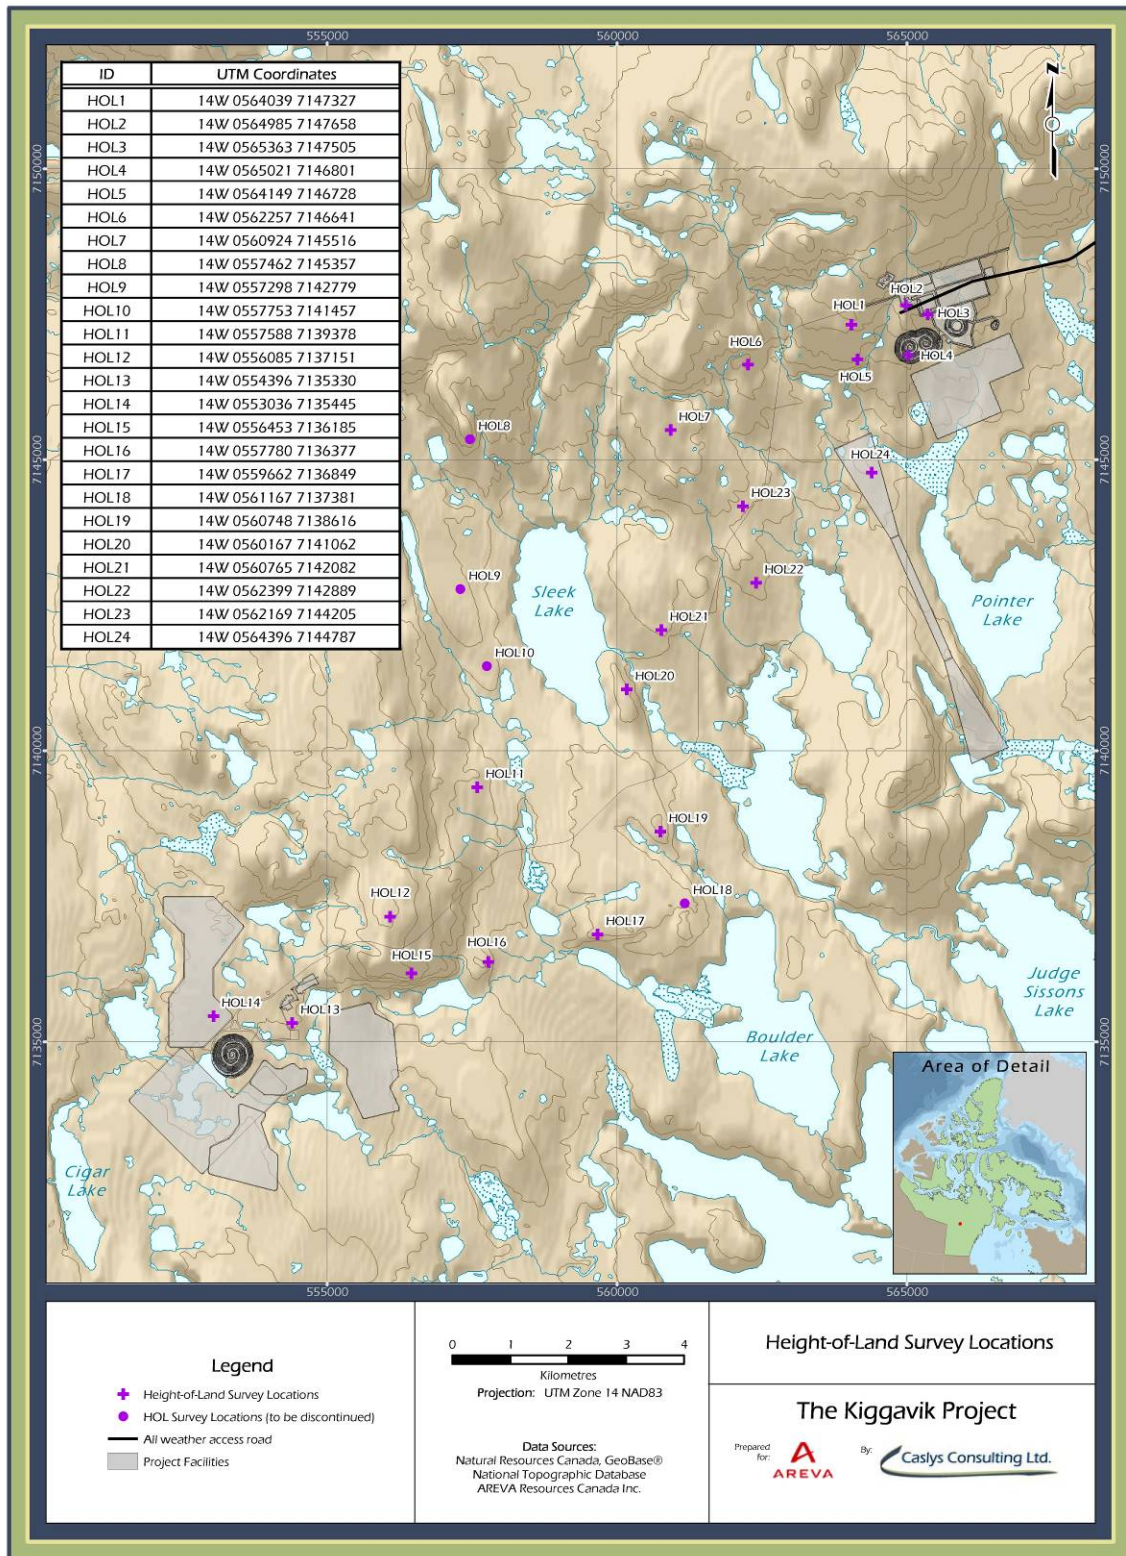 555000 560000 565000
ID UTM Coordinates
HOL1 14W 0564039 7147327
HOL2 14W 0564985 7147658
HOL3 14W 0565363 7147505
HOL4 14W 0565021 7146801
HOL5 14W 0564149 7146728
HOL6 14W 0562257 7146641
HOL7 14W 0560924 7145516
HOL8 14W 0557462 7145357
HOL9 14W 0557298 7142779
HOL10 14W 0557753 7141457
HOL11 14W 0557588 7139378
HOL12 14W 0556085 7137151
HOL13 14W 0554396 7135330
HOL14 14W 0553036 7135445
HOL15 14W 0556453 7136185
HOL16 14W 0557780 7136377
HOL17 14W 0559662 7136849
HOL18 14W 0561167 7137381
HOL19 14W 0560748 7138616
HOL20 14W 0560167 7141062
HOL21 14W 0560765 7142082
HOL22 14W 0562399 7142889
HOL23 14W 0562169 7144205
HOL24 14W 0564396 7144787
N
7150000
7150000
HOL2
HOL1
HOL3
HOL6
HOL4
HOL5
HOL7
HOL8
HOL24
7145000
7145000
HOL23
HOL9
HOL22
Sleek
Lake
Pointer
Lake
HOL21
HOL10
HOL20
7140000
7140000
HOL11
HOL19
HOL12
HOL18
HOL17
HOL16
HOL15
Judge
Sissons
Lake
HOL14
HOL13
7135000
7135000
Boulder
Lake
Area of Detail
Cigar
Lake
555000 560000 565000
Legend
Height-of-Land Survey Locations
HOL Survey Locations (to be discontinued)
All weather access road
Project Facilities
0 1 2 3 4
Kilometres
Projection: UTM Zone 14 NAD83
Data Sources:
Natural Resources Canada, GeoBase®
National Topographic Database
AREVA Resources Canada Inc.
Height-of-Land Survey Locations
The Kiggavik Project
Prepared
for:
AREVA
By:
Caslys Consulting Ltd.